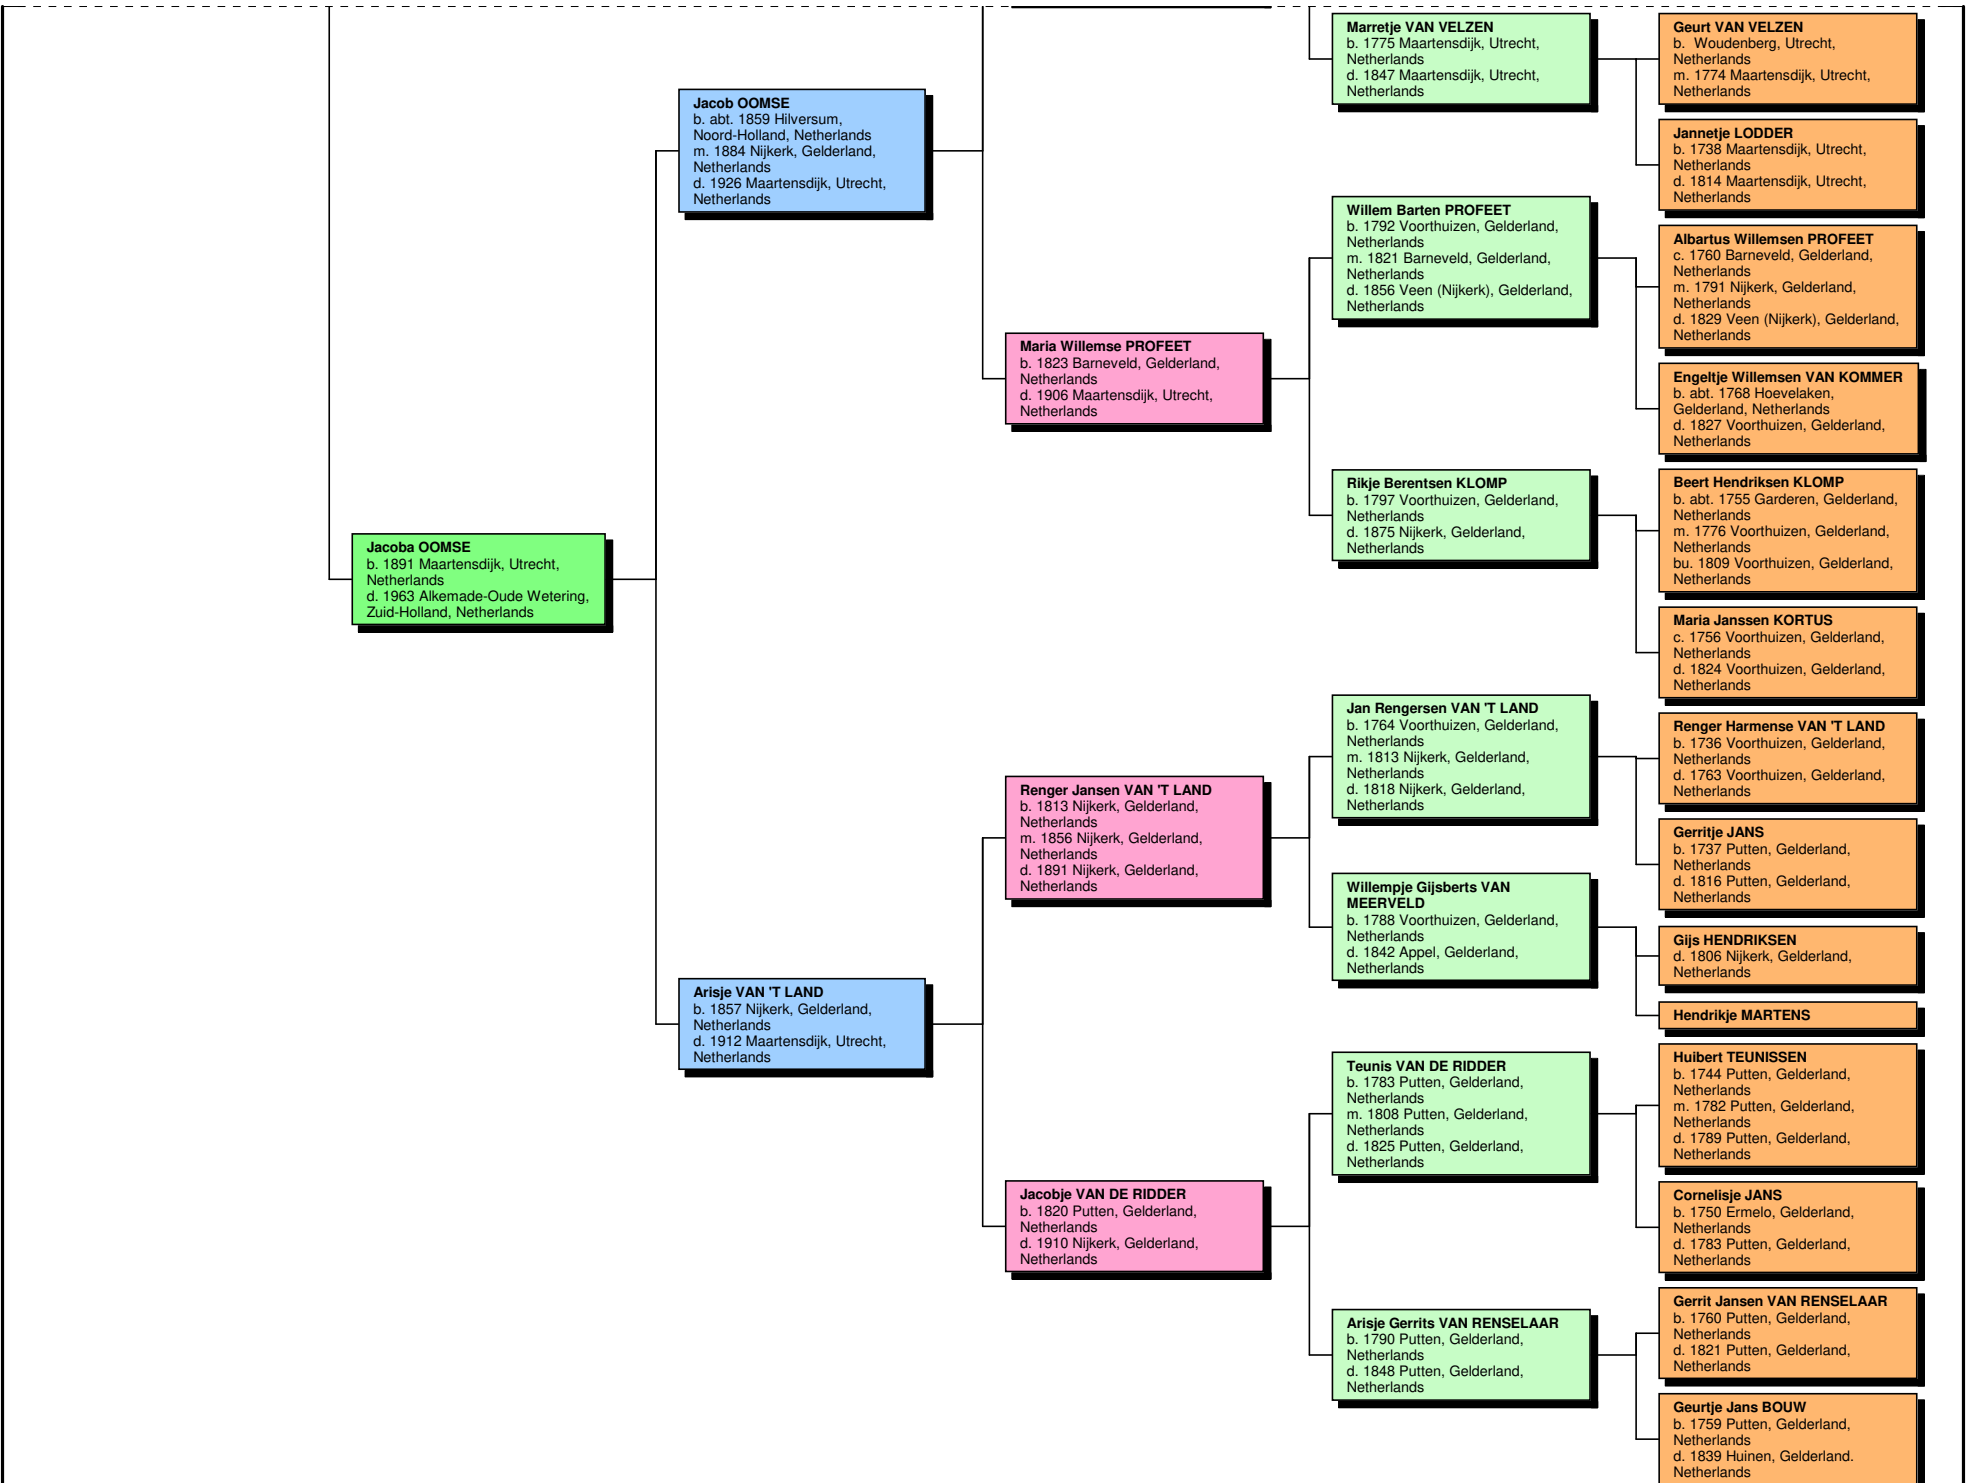 Jacoba OOMSE
b. 1891 Maartensdijk, Utrecht,
Netherlands
d. 1963 Alkemade-Oude Wetering,
Zuid-Holland, Netherlands
Jacob OOMSE
b. abt. 1859 Hilversum,
Noord-Holland, Netherlands
m. 1884 Nijkerk, Gelderland,
Netherlands
d. 1926 Maartensdijk, Utrecht,
Netherlands
Arisje VAN 'T LAND
b. 1857 Nijkerk, Gelderland,
Netherlands
d. 1912 Maartensdijk, Utrecht,
Netherlands
Maria Willemse PROFEET
b. 1823 Barneveld, Gelderland,
Netherlands
d. 1906 Maartensdijk, Utrecht,
Netherlands
Renger Jansen VAN 'T LAND
b. 1813 Nijkerk, Gelderland,
Netherlands
m. 1856 Nijkerk, Gelderland,
Netherlands
d. 1891 Nijkerk, Gelderland,
Netherlands
Jacobje VAN DE RIDDER
b. 1820 Putten, Gelderland,
Netherlands
d. 1910 Nijkerk, Gelderland,
Netherlands
Marretje VAN VELZEN
b. 1775 Maartensdijk, Utrecht,
Netherlands
d. 1847 Maartensdijk, Utrecht,
Netherlands
Willem Barten PROFEET
b. 1792 Voorthuizen, Gelderland,
Netherlands
m. 1821 Barneveld, Gelderland,
Netherlands
d. 1856 Veen (Nijkerk), Gelderland,
Netherlands
Rikje Berentsen KLOMP
b. 1797 Voorthuizen, Gelderland,
Netherlands
d. 1875 Nijkerk, Gelderland,
Netherlands
Jan Rengersen VAN 'T LAND
b. 1764 Voorthuizen, Gelderland,
Netherlands
m. 1813 Nijkerk, Gelderland,
Netherlands
d. 1818 Nijkerk, Gelderland,
Netherlands
Willempje Gijsberts VAN
MEERVELD
b. 1788 Voorthuizen, Gelderland,
Netherlands
d. 1842 Appel, Gelderland,
Netherlands
Teunis VAN DE RIDDER
b. 1783 Putten, Gelderland,
Netherlands
m. 1808 Putten, Gelderland,
Netherlands
d. 1825 Putten, Gelderland,
Netherlands
Arisje Gerrits VAN RENSELAAR
b. 1790 Putten, Gelderland,
Netherlands
d. 1848 Putten, Gelderland,
Netherlands
Geurt VAN VELZEN
b.  Woudenberg, Utrecht,
Netherlands
m. 1774 Maartensdijk, Utrecht,
Netherlands
Jannetje LODDER
b. 1738 Maartensdijk, Utrecht,
Netherlands
d. 1814 Maartensdijk, Utrecht,
Netherlands
Albartus Willemsen PROFEET
c. 1760 Barneveld, Gelderland,
Netherlands
m. 1791 Nijkerk, Gelderland,
Netherlands
d. 1829 Veen (Nijkerk), Gelderland,
Netherlands
Engeltje Willemsen VAN KOMMER
b. abt. 1768 Hoevelaken,
Gelderland, Netherlands
d. 1827 Voorthuizen, Gelderland,
Netherlands
Beert Hendriksen KLOMP
b. abt. 1755 Garderen, Gelderland,
Netherlands
m. 1776 Voorthuizen, Gelderland,
Netherlands
bu. 1809 Voorthuizen, Gelderland,
Netherlands
Maria Janssen KORTUS
c. 1756 Voorthuizen, Gelderland,
Netherlands
d. 1824 Voorthuizen, Gelderland,
Netherlands
Renger Harmense VAN 'T LAND
b. 1736 Voorthuizen, Gelderland,
Netherlands
d. 1763 Voorthuizen, Gelderland,
Netherlands
Gerritje JANS
b. 1737 Putten, Gelderland,
Netherlands
d. 1816 Putten, Gelderland,
Netherlands
Gijs HENDRIKSEN
d. 1806 Nijkerk, Gelderland,
Netherlands
Hendrikje MARTENS
Huibert TEUNISSEN
b. 1744 Putten, Gelderland,
Netherlands
m. 1782 Putten, Gelderland,
Netherlands
d. 1789 Putten, Gelderland,
Netherlands
Cornelisje JANS
b. 1750 Ermelo, Gelderland,
Netherlands
d. 1783 Putten, Gelderland,
Netherlands
Gerrit Jansen VAN RENSELAAR
b. 1760 Putten, Gelderland,
Netherlands
d. 1821 Putten, Gelderland,
Netherlands
Geurtje Jans BOUW
b. 1759 Putten, Gelderland,
Netherlands
d. 1839 Huinen, Gelderland.
Netherlands